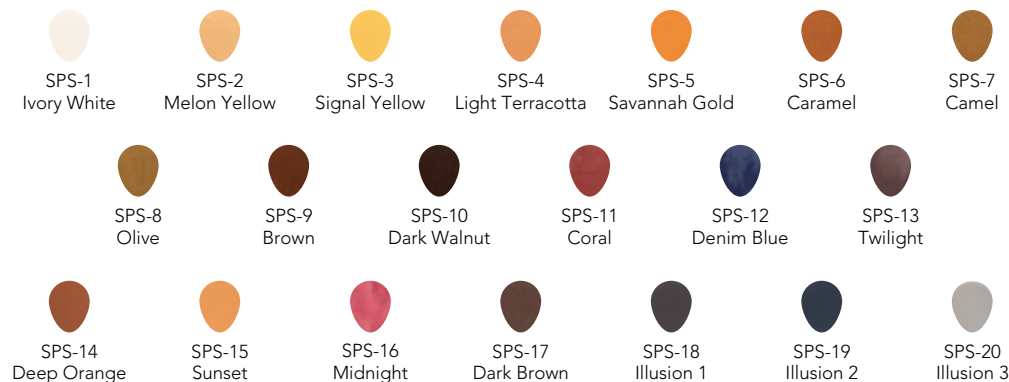 SPS-1
Ivory White
SPS-2
Melon Yellow
SPS-3
Signal Yellow
SPS-4
Light Terracotta
SPS-5
Savannah Gold
SPS-6
Caramel
SPS-7
Camel
SPS-8
Olive
SPS-9
Brown
SPS-10
Dark Walnut
SPS-11
Coral
SPS-12
Denim Blue
SPS-13
Twilight
SPS-14
Deep Orange
SPS-15
Sunset
SPS-16
Midnight
SPS-17
Dark Brown
SPS-18
Illusion 1
SPS-19
Illusion 2
SPS-20
Illusion 3